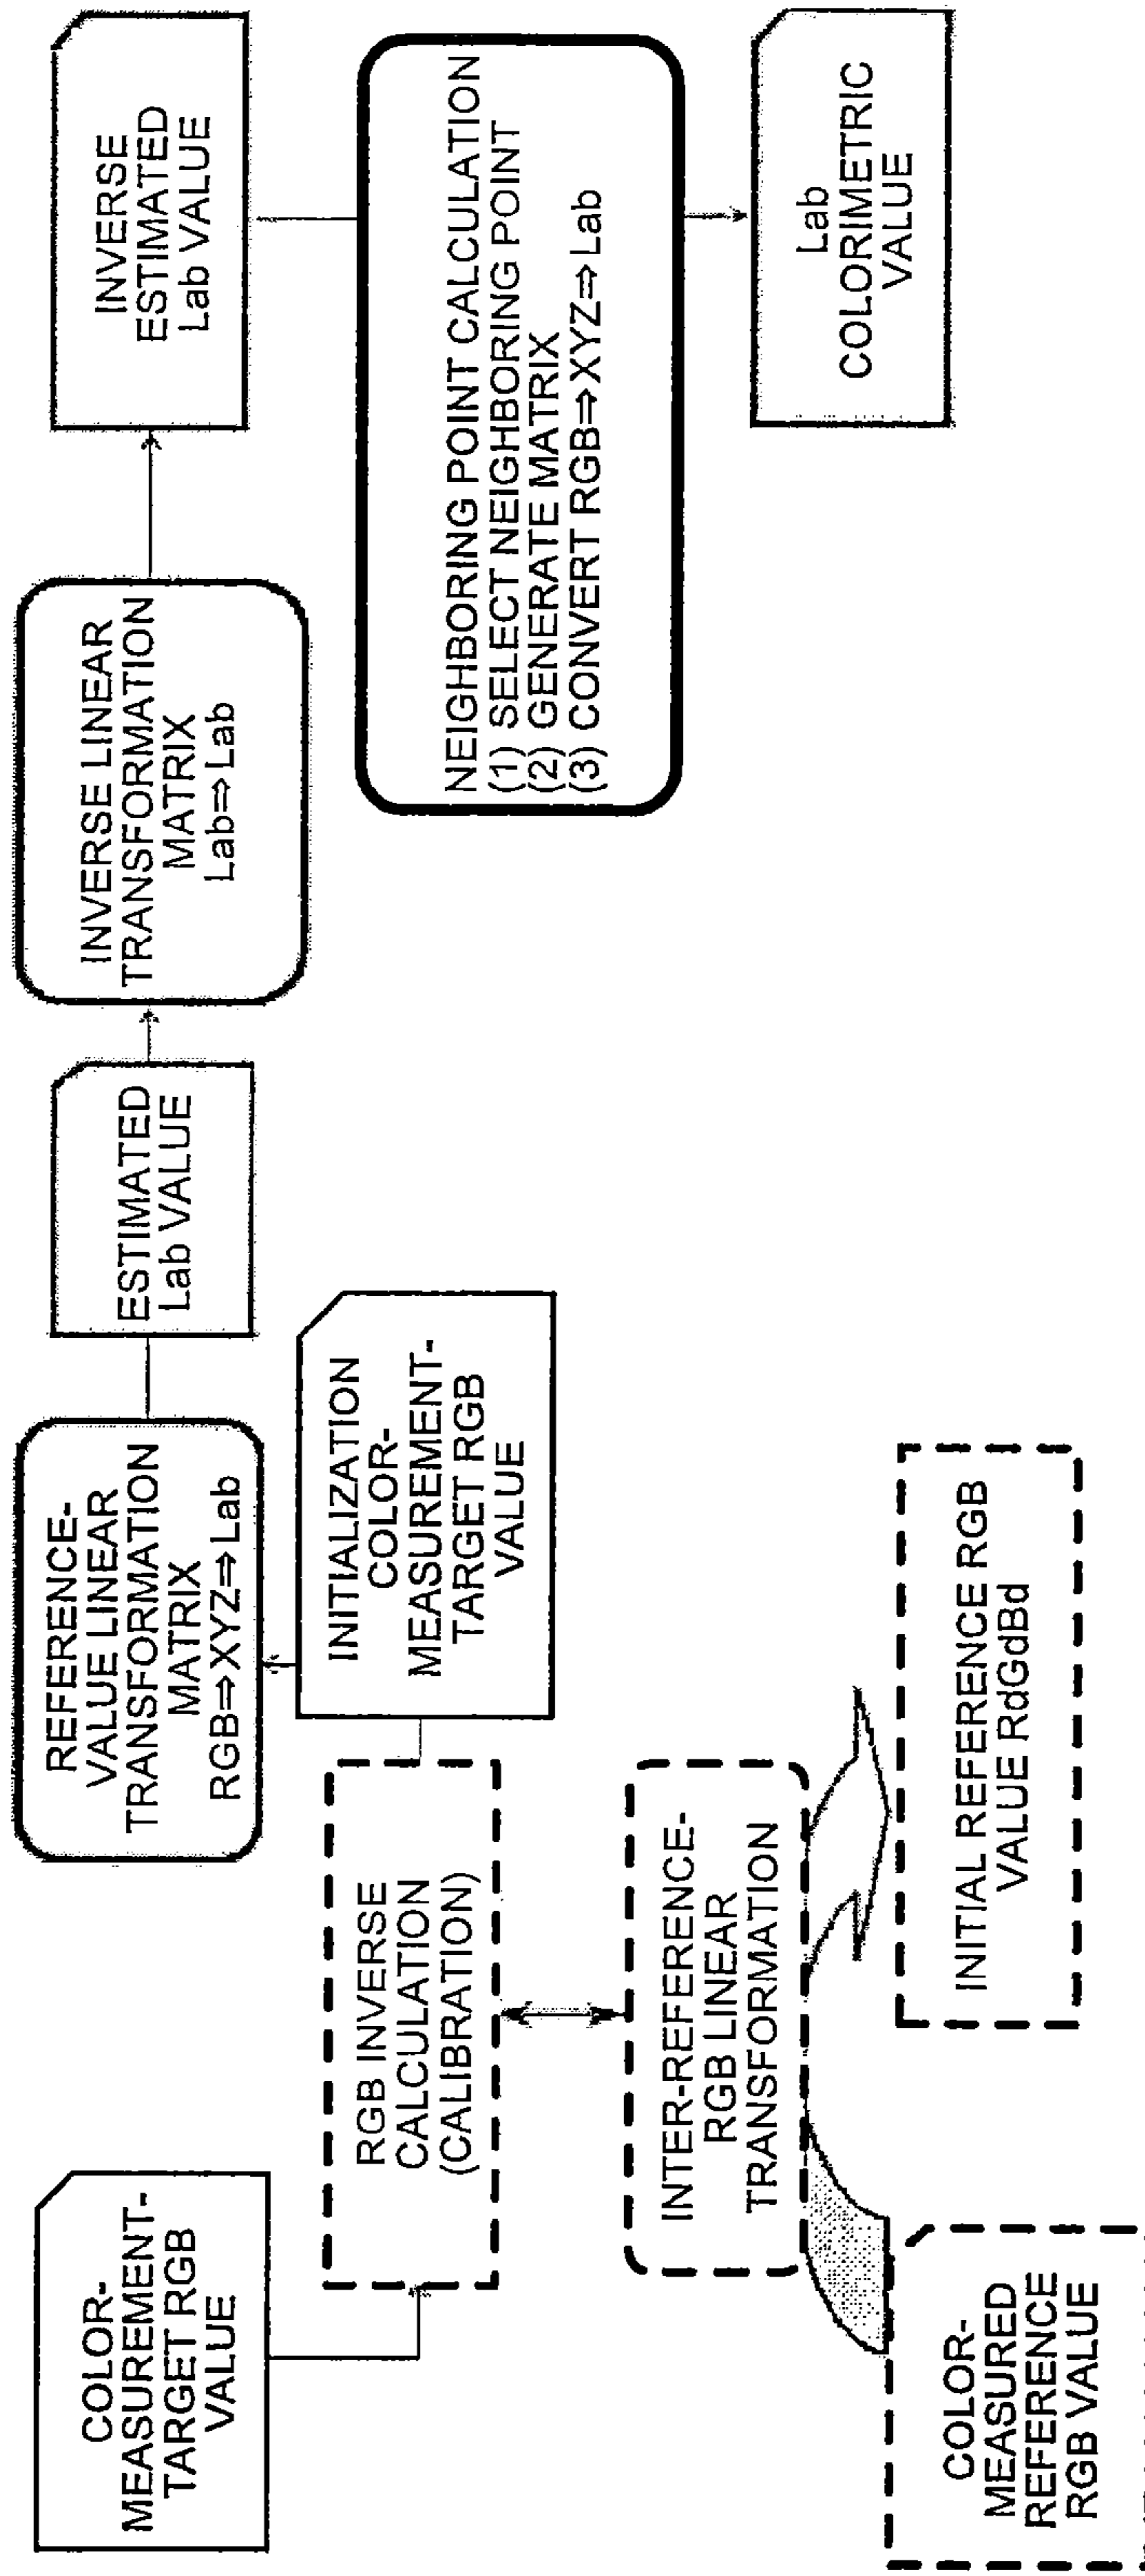 COLOR-
MEASUREMENT-
TARGET RGB
VALUE
RGB INVERSE
CALCULATION
(CALIBRATION)
INTER-REFERENCE-
RGB LINEAR
TRANSFORMATION
COLOR-
MEASURED
REFERENCE
RGB VALUE
INITIAL REFERENCE RGB
VALUE RdGdBd
INITIALIZATION
COLOR-
MEASUREMENT-
TARGET RGB
VALUE
REFERENCE-
VALUE LINEAR
TRANSFORMATION
MATRIX
RGB⇒XYZ⇒Lab
ESTIMATED
Lab VALUE
INVERSE LINEAR
TRANSFORMATION
MATRIX
Lab⇒Lab
INVERSE
ESTIMATED
Lab VALUE
NEIGHBORING POINT CALCULATION
(1) SELECT NEIGHBORING POINT
(2) GENERATE MATRIX
(3) CONVERT RGB⇒XYZ⇒Lab
Lab
COLORIMETRIC
VALUE